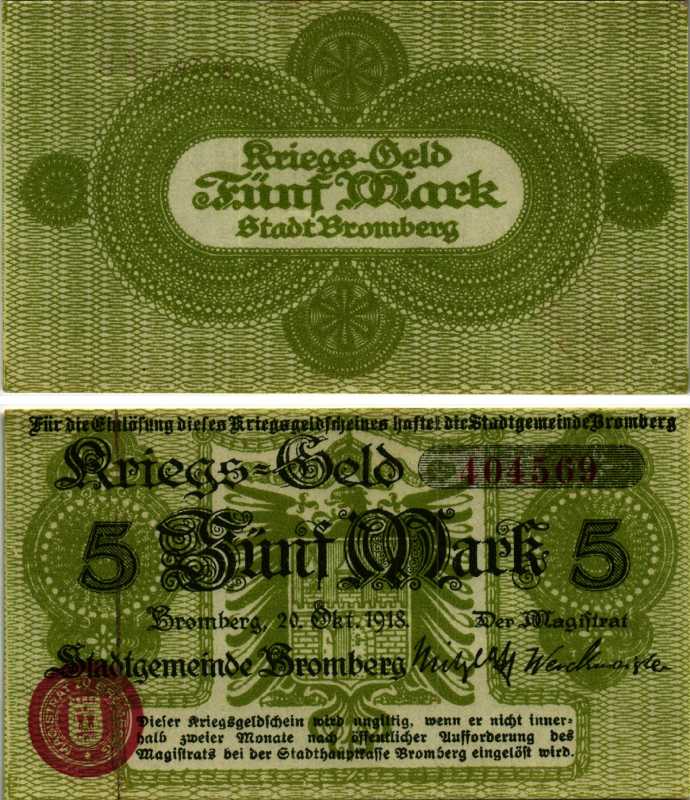 Kriegs-Geld
Fünf Mark
Stadt Bromberg
Für die Einlösung dieses Kriegsgeldscheines haftet die Stadtgemeinde Bromberg
Kriegs-Geld
404569
5 Fünf Mark 5
Bromberg, 20. Okt. 1918. Der Magistrat
Stadtgemeinde Bromberg
Dieser Kriegsgeldschein wird ungiltig, wenn er nicht inner-
halb zweier Monate nach öffentlicher Aufforderung des
Magistrats bei der Stadthauptkasse Bromberg eingelöst wird.
MAGISTRAT